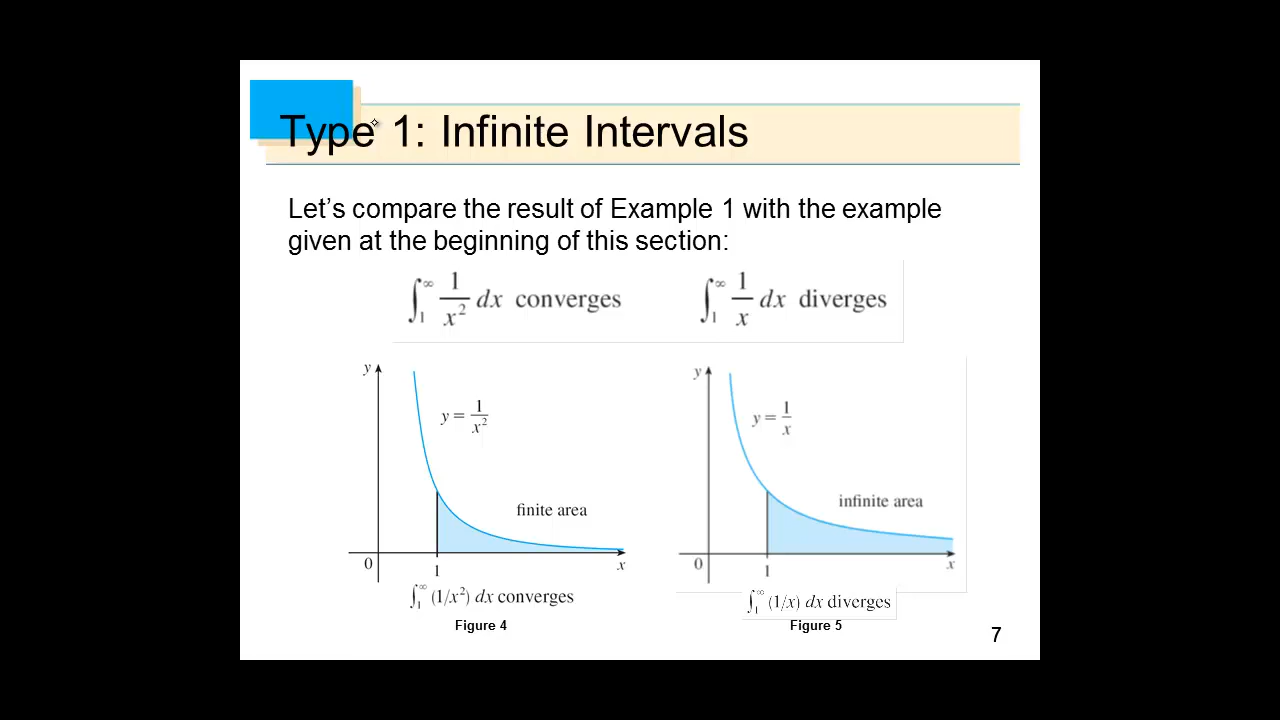 Type 1: Infinite Intervals
Let’s compare the result of Example 1 with the example
given at the beginning of this section:
∫₁^∞ 1/x² dx converges    ∫₁^∞ 1/x dx diverges
y    y
y = 1/x²    y = 1/x
finite area    infinite area
0    1    x    0    1    x
∫₁^∞ (1/x²) dx converges    ∫₁^∞ (1/x) dx diverges
Figure 4    Figure 5
7